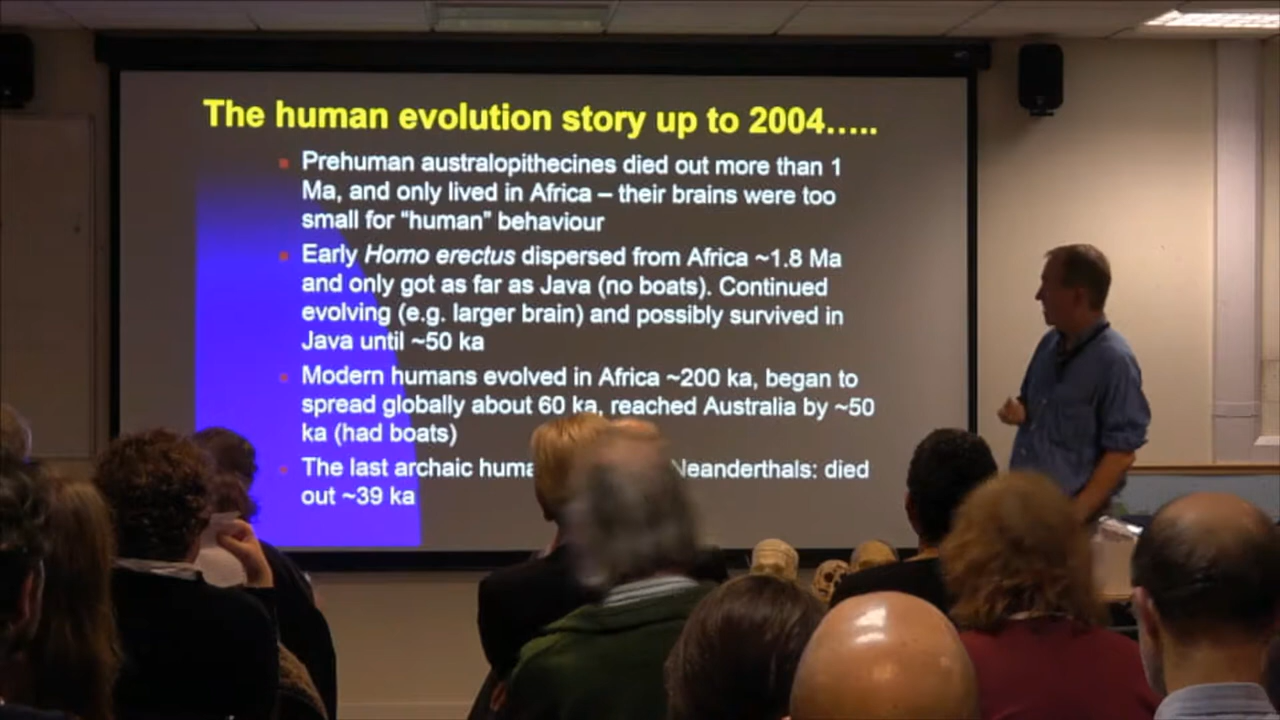 The human evolution story up to 2004.....
Prehuman australopithecines died out more than 1
Ma, and only lived in Africa – their brains were too
small for “human” behaviour
Early Homo erectus dispersed from Africa ~1.8 Ma
and only got as far as Java (no boats). Continued
evolving (e.g. larger brain) and possibly survived in
Java until ~50 ka
Modern humans evolved in Africa ~200 ka, began to
spread globally about 60 ka, reached Australia by ~50
ka (had boats)
The last archaic Neanderthals: died
out ~39 ka